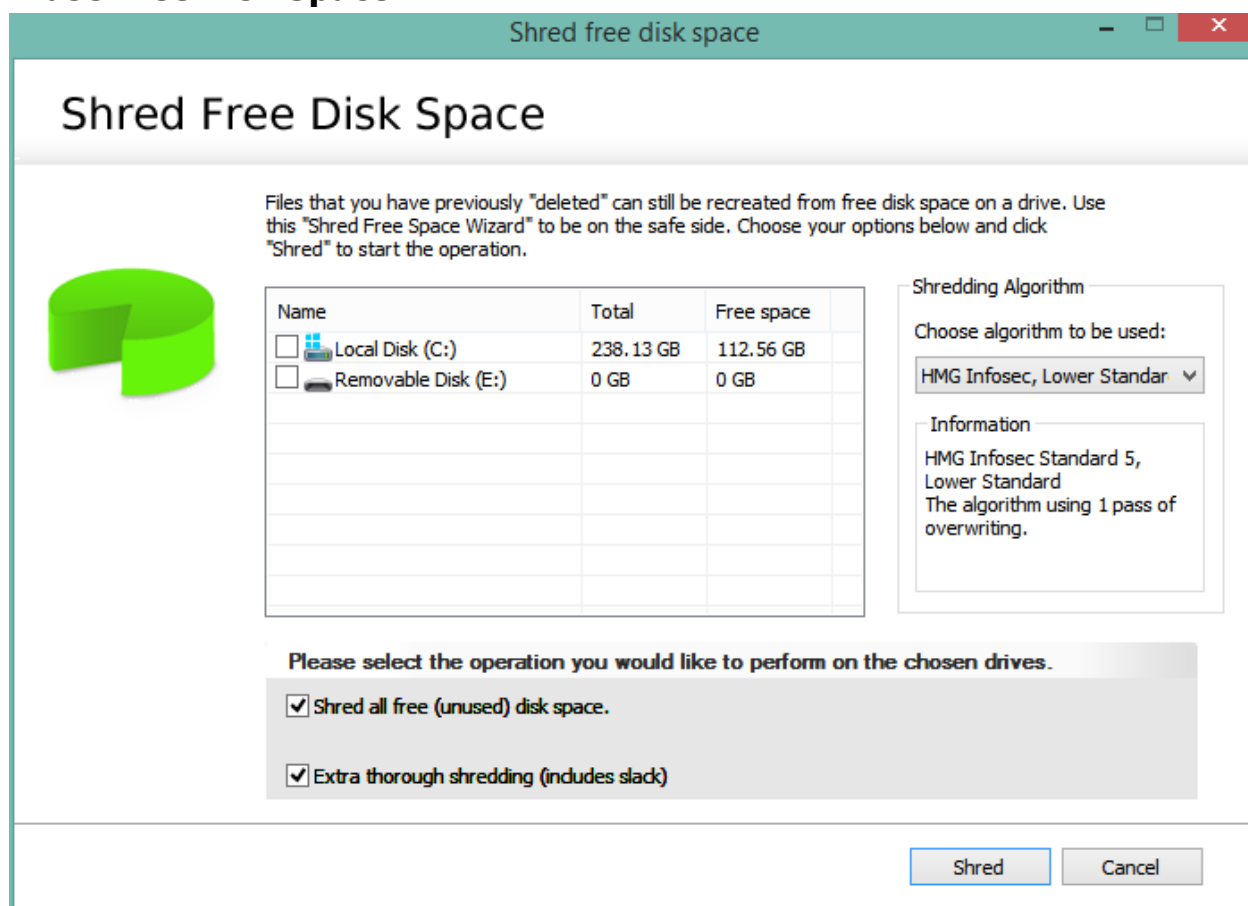 Shred free disk space
Shred Free Disk Space
Files that you have previously "deleted" can still be recreated from free disk space on a drive. Use
this "Shred Free Space Wizard" to be on the safe side. Choose your options below and click
"Shred" to start the operation.
Name Total Free space
Local Disk (C:) 238.13 GB 112.56 GB
Removable Disk (E:) 0 GB 0 GB
Shredding Algorithm
Choose algorithm to be used:
HMG Infosec, Lower Standar
Information
HMG Infosec Standard 5,
Lower Standard
The algorithm using 1 pass of
overwriting.
Please select the operation you would like to perform on the chosen drives.
Shred all free (unused) disk space.
Extra thorough shredding (includes slack)
Shred Cancel